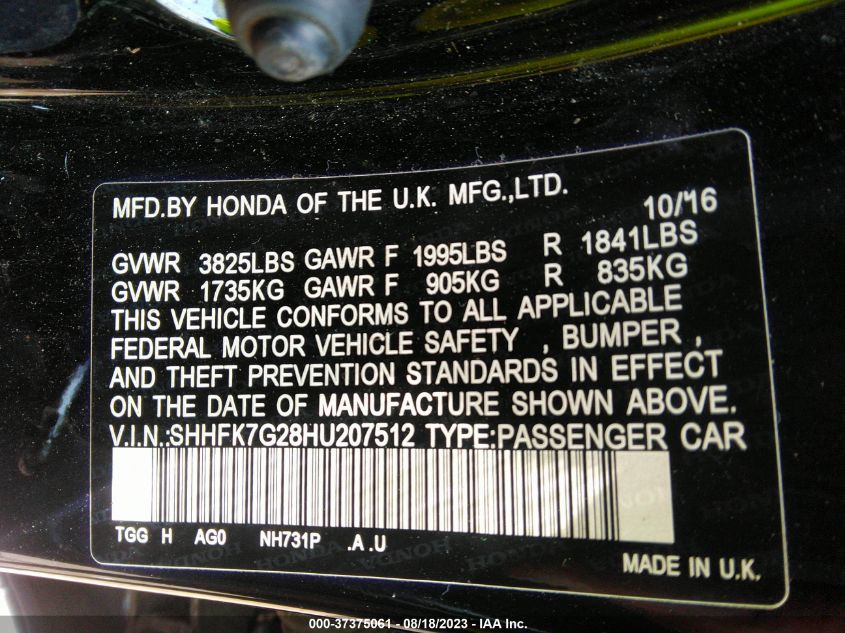 MFD.BY HONDA OF THE U.K. MFG.,LTD. 10/16
GVWR 3825LBS GAWR F 1995LBS R 1841LBS
GVWR 1735KG GAWR F 905KG R 835KG
THIS VEHICLE CONFORMS TO ALL APPLICABLE
FEDERAL MOTOR VEHICLE SAFETY , BUMPER ,
AND THEFT PREVENTION STANDARDS IN EFFECT
ON THE DATE OF MANUFACTURE SHOWN ABOVE.
V.I.N.:SHHFK7G28HU207512 TYPE:PASSENGER CAR
TGG H AG0 NH731P .A .U
MADE IN U.K.
000-37375061 - 08/18/2023 - IAA Inc.